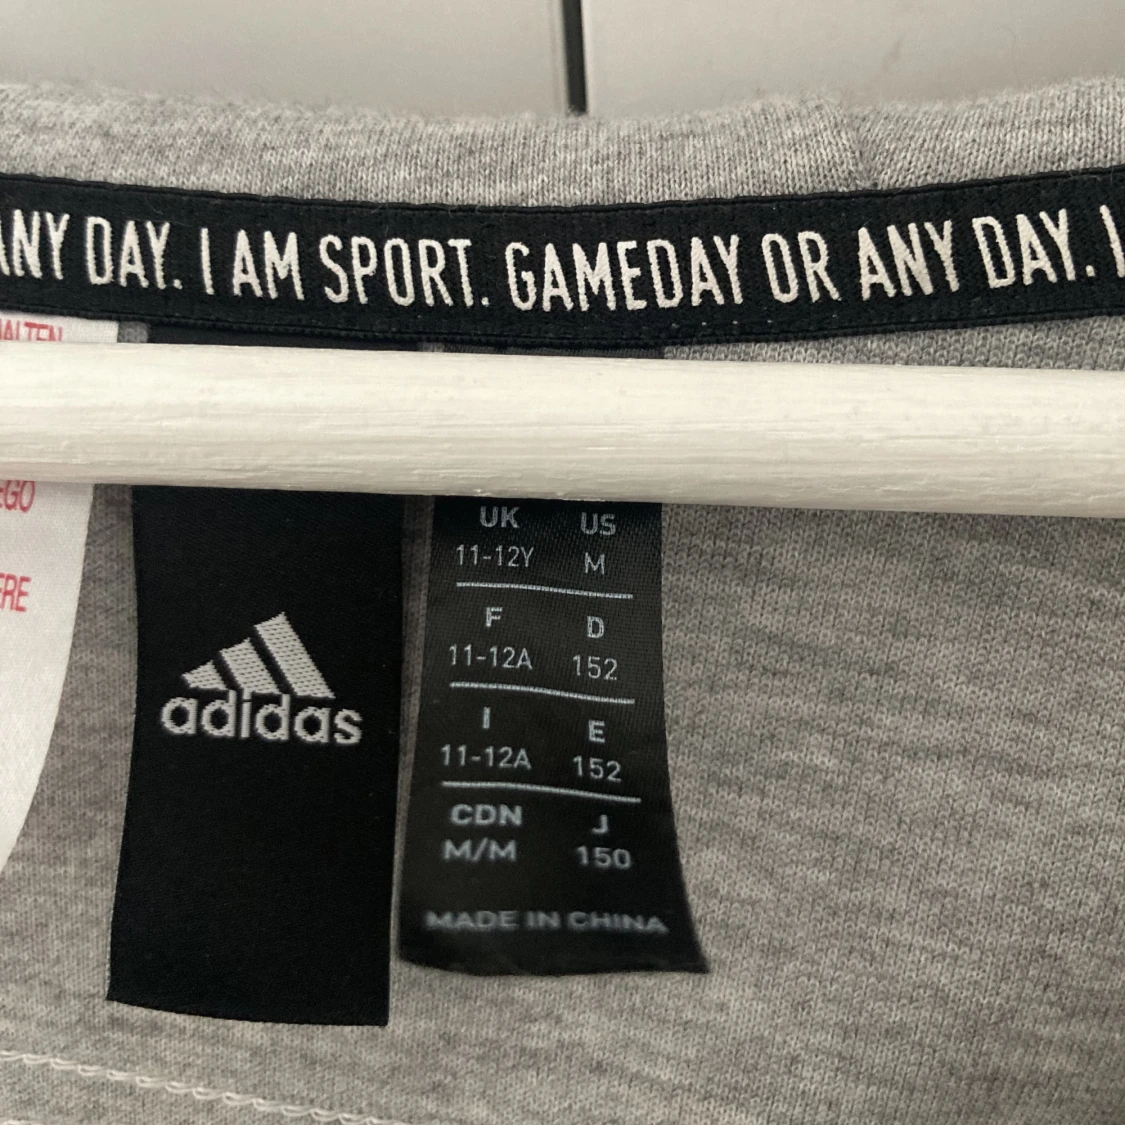 ANY DAY. I AM SPORT. GAMEDAY OR ANY DAY. I
adidas
UK US
11-12Y M
F D
11-12A 152
I E
11-12A 152
CDN J
M/M 150
MADE IN CHINA